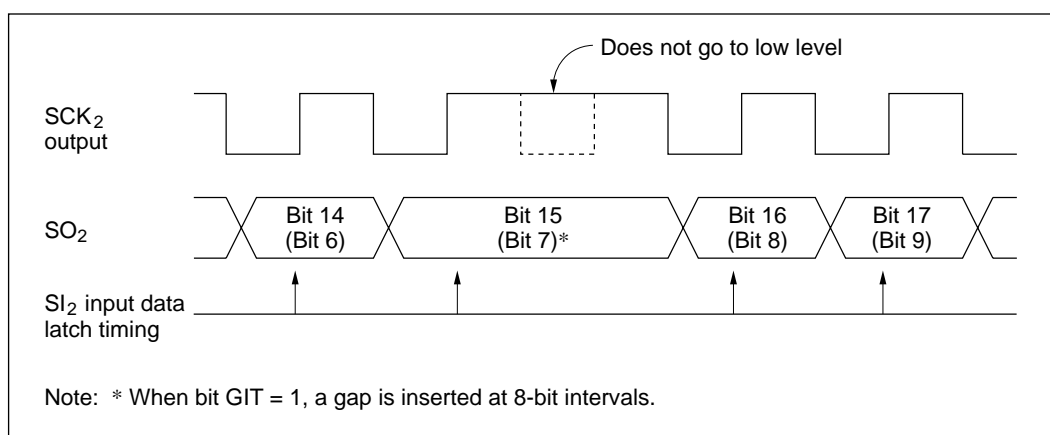 Does not go to low level
SCK₂
output
SO₂
Bit 14
(Bit 6)
Bit 15
(Bit 7)*
Bit 16
(Bit 8)
Bit 17
(Bit 9)
SI₂ input data
latch timing
Note: * When bit GIT = 1, a gap is inserted at 8-bit intervals.